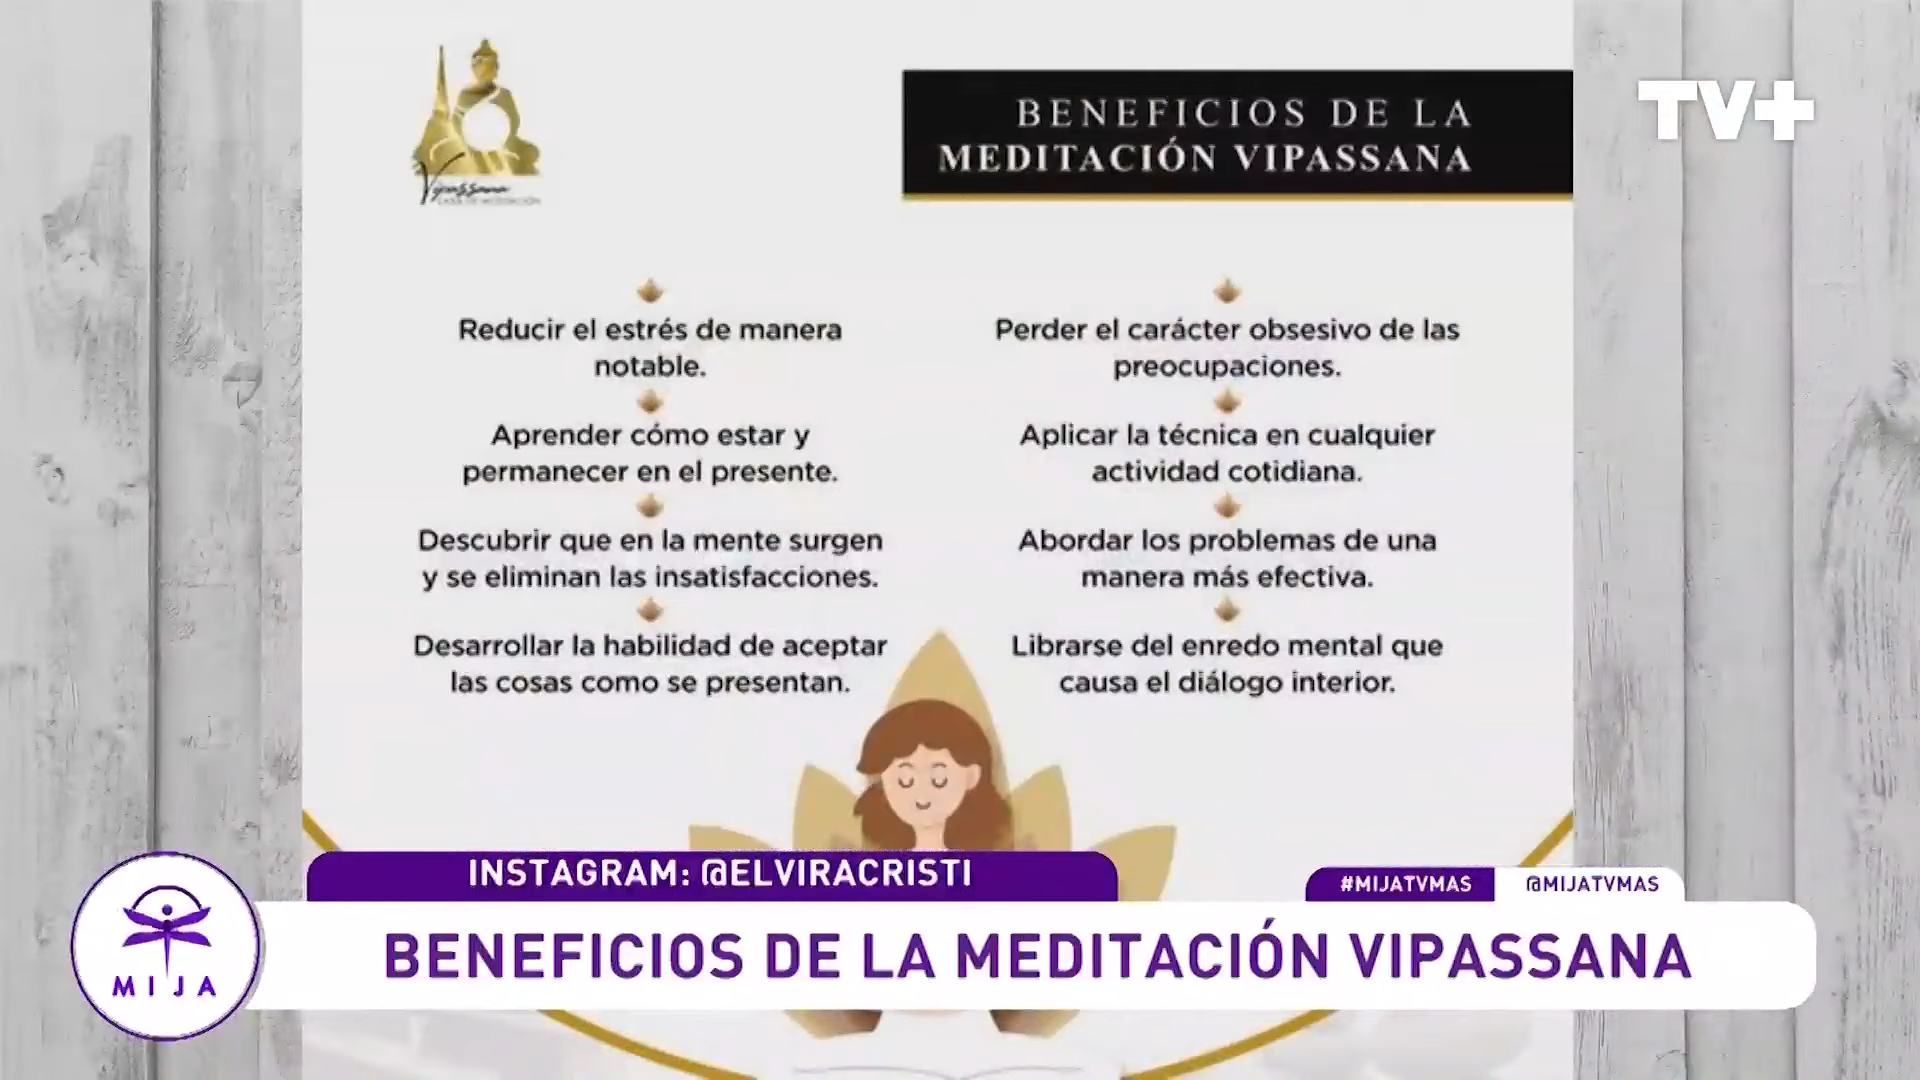 BENEFICIOS DE LA
MEDITACIÓN VIPASSANA
TV+
Vipassana
CASA DE MEDITACIÓN
Reducir el estrés de manera
notable.
Aprender cómo estar y
permanecer en el presente.
Descubrir que en la mente surgen
y se eliminan las insatisfacciones.
Desarrollar la habilidad de aceptar
las cosas como se presentan.
Perder el carácter obsesivo de las
preocupaciones.
Aplicar la técnica en cualquier
actividad cotidiana.
Abordar los problemas de una
manera más efectiva.
Librarse del enredo mental que
causa el diálogo interior.
INSTAGRAM: @ELVIRACRISTI
#MIJATVMAS
@MIJATVMAS
MIJA
BENEFICIOS DE LA MEDITACIÓN VIPASSANA